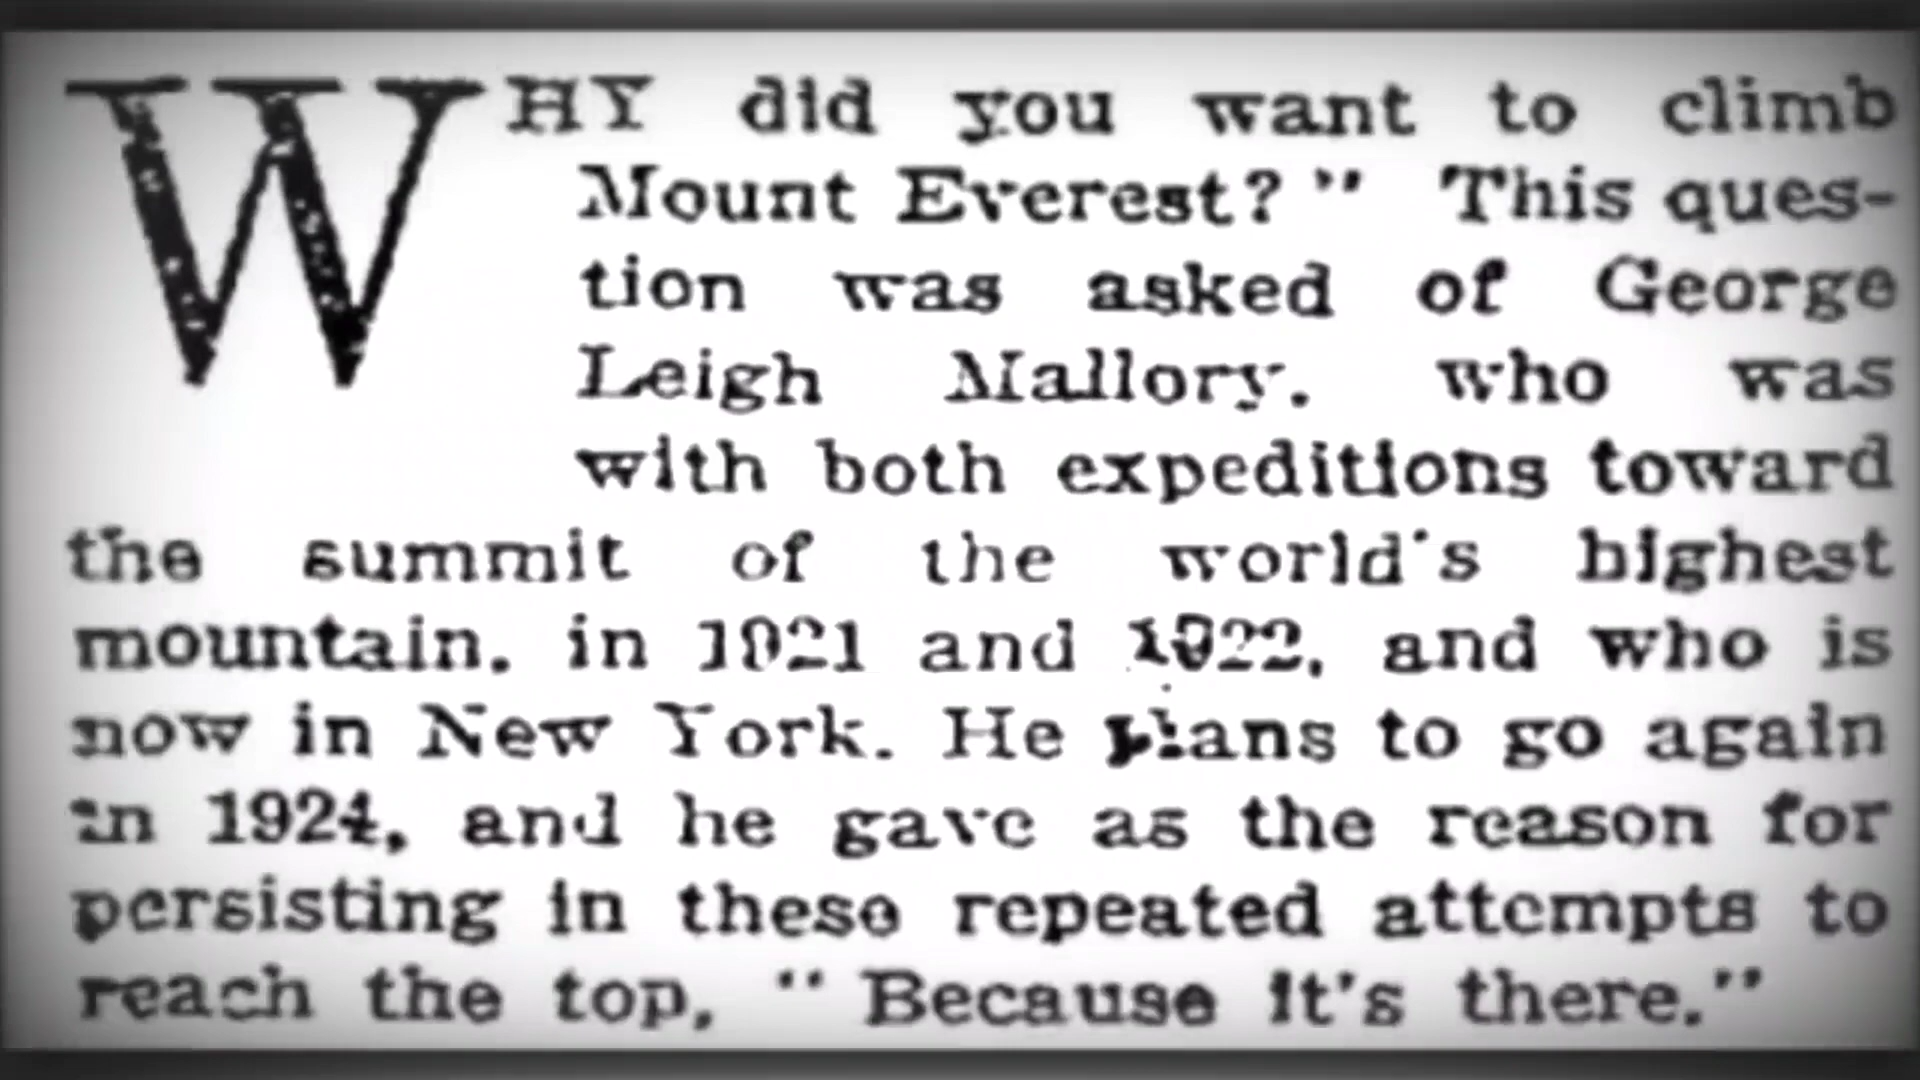 WHY did you want to climb
Mount Everest?" This ques-
tion was asked of George
Leigh Mallory, who was
with both expeditions toward
the summit of the world's highest
mountain, in 1921 and 1922, and who is
now in New York. He plans to go again
in 1924, and he gave as the reason for
persisting in these repeated attempts to
reach the top, "Because it's there."